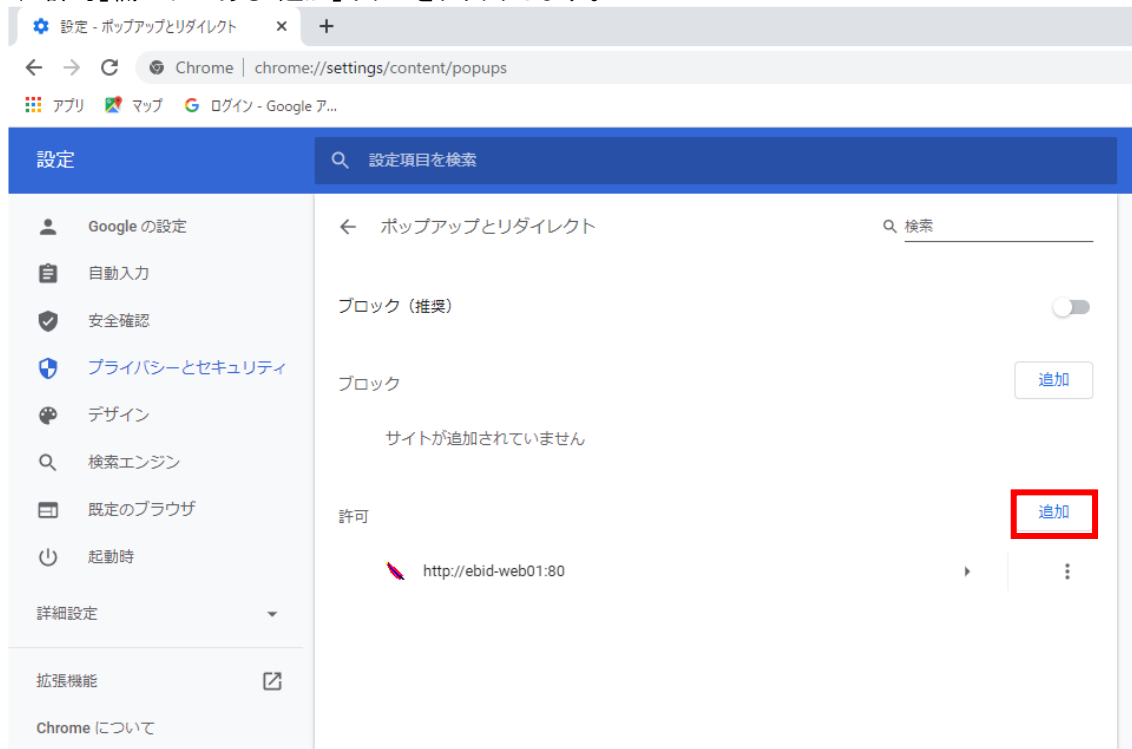 設定 - ポップアップとリダイレクト
Chrome | chrome://settings/content/popups
アプリ マップ G ログイン - Google ア...
設定
設定項目を検索
Google の設定
自動入力
安全確認
プライバシーとセキュリティ
デザイン
検索エンジン
既定のブラウザ
起動時
詳細設定
拡張機能
Chrome について
ポップアップとリダイレクト
検索
ブロック（推奨）
ブロック
追加
サイトが追加されていません
許可
追加
http://ebid-web01:80